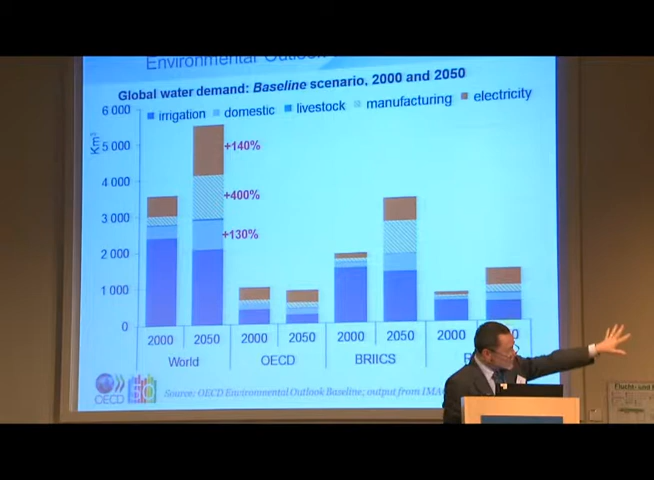 Environmental Outlook
Global water demand: Baseline scenario, 2000 and 2050
irrigation domestic livestock manufacturing electricity
Km³
6 000
5 000
4 000
3 000
2 000
1 000
0
+140%
+400%
+130%
2000 2050 2000 2050 2000 2050 2000
World OECD BRIICS
OECD 50
Source: OECD Environmental Outlook Baseline; output from